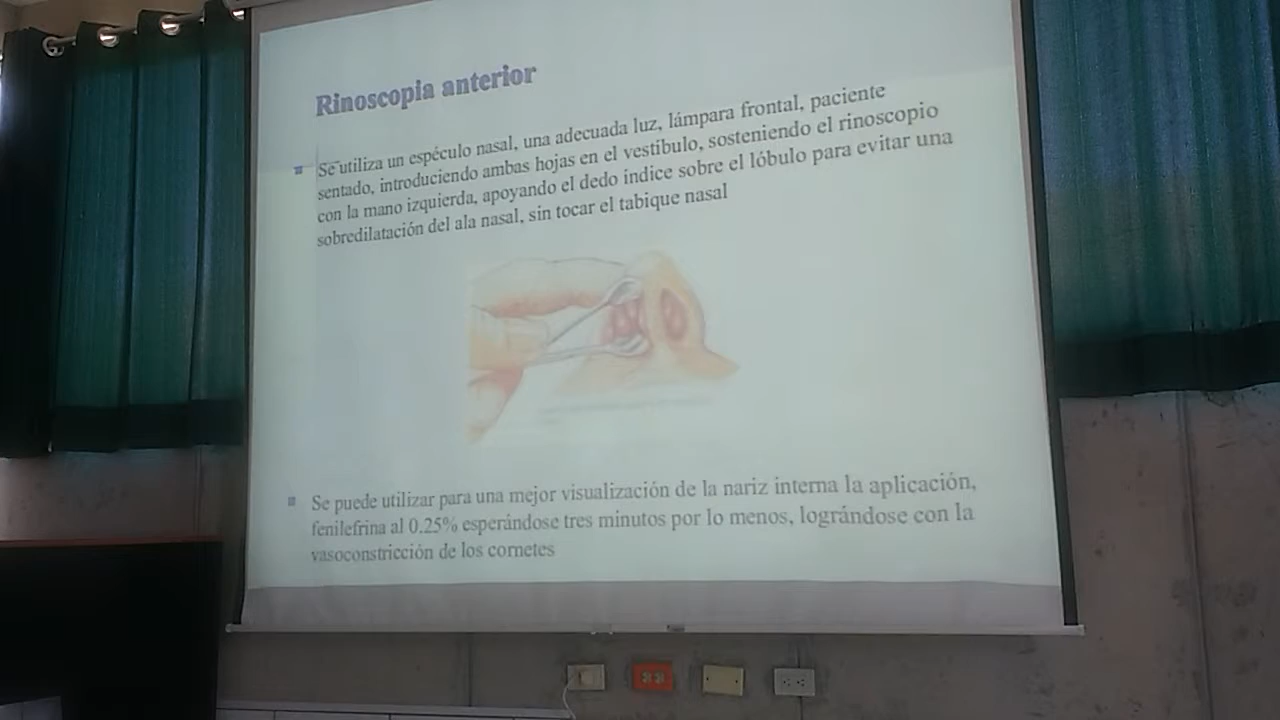 Rinoscopia anterior
Se utiliza un espéculo nasal, una adecuada luz, lámpara frontal, paciente
sentado, introduciendo ambas hojas en el vestibulo, sosteniendo el rinoscopio
con la mano izquierda, apoyando el dedo índice sobre el lóbulo para evitar una
sobredilatación del ala nasal, sin tocar el tabique nasal
Se puede utilizar para una mejor visualización de la nariz interna la aplicación,
fenilefrina al 0.25% esperándose tres minutos por lo menos, lográndose con la
vasoconstricción de los cornetes